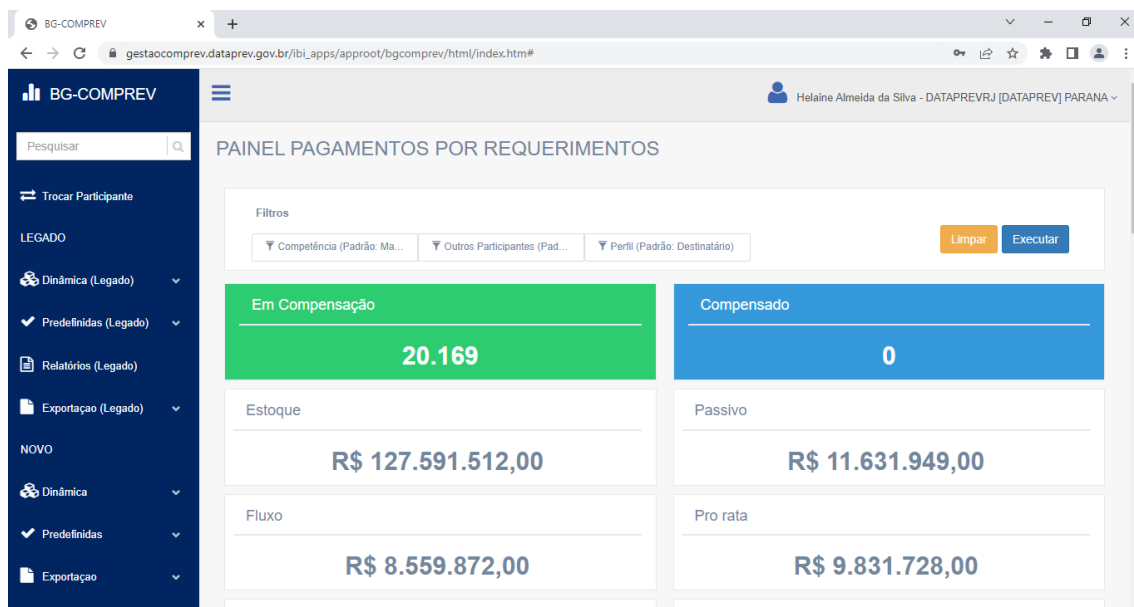 BG-COMPREV
gestaocomprev.dataprev.gov.br/ibi_apps/approot/bgcomprev/html/index.htm#
BG-COMPREV
Helaine Almeida da Silva - DATAPREVRJ [DATAPREV] PARANA
Pesquisar
PAINEL PAGAMENTOS POR REQUERIMENTOS
Trocar Participante
LEGADO
Dinâmica (Legado)
Predefinidas (Legado)
Relatórios (Legado)
Exportaçao (Legado)
NOVO
Dinâmica
Predefinidas
Exportaçao
Filtros
Competência (Padrão: Ma...
Outros Participantes (Pad...
Perfil (Padrão: Destinatário)
Limpar
Executar
Em Compensação
20.169
Compensado
0
Estoque
R$ 127.591.512,00
Passivo
R$ 11.631.949,00
Fluxo
R$ 8.559.872,00
Pro rata
R$ 9.831.728,00